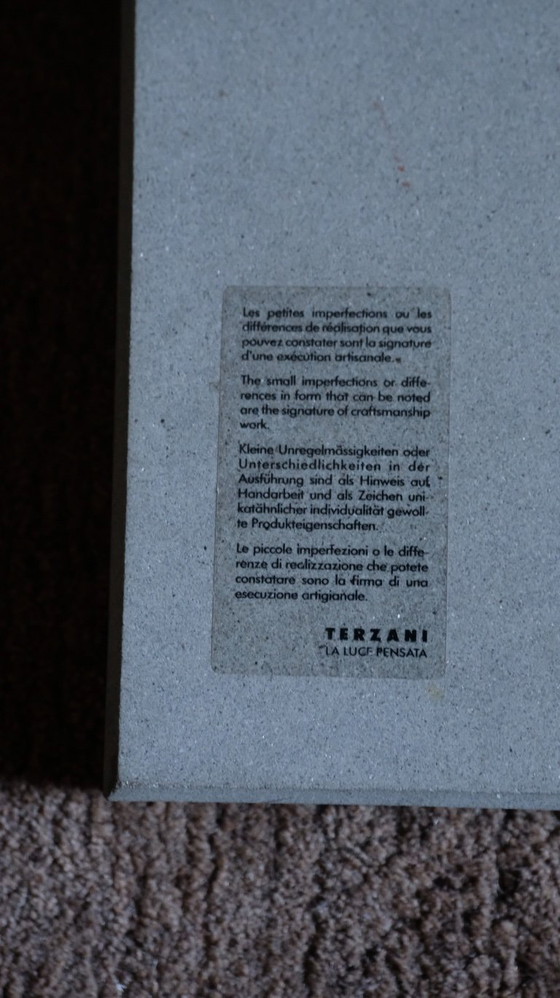 Les petites imperfections ou les
différences de réalisation que vous
pouvez constater sont la signature
d'une exécution artisanale.
The small imperfections or diffe-
rences in form that can be noted
are the signature of craftsmanship
work.
Kleine Unregelmässigkeiten oder
Unterschiedlichkeiten in der
Ausführung sind als Hinweis auf
Handarbeit und als Zeichen uni-
katähnlicher individualität gewoll-
te Produkteigenschaften.
Le piccole imperfezioni o le diffe-
renze di realizzazione che potete
constatare sono la firma di una
esecuzione artigianale.
TERZANI
LA LUCE PENSATA